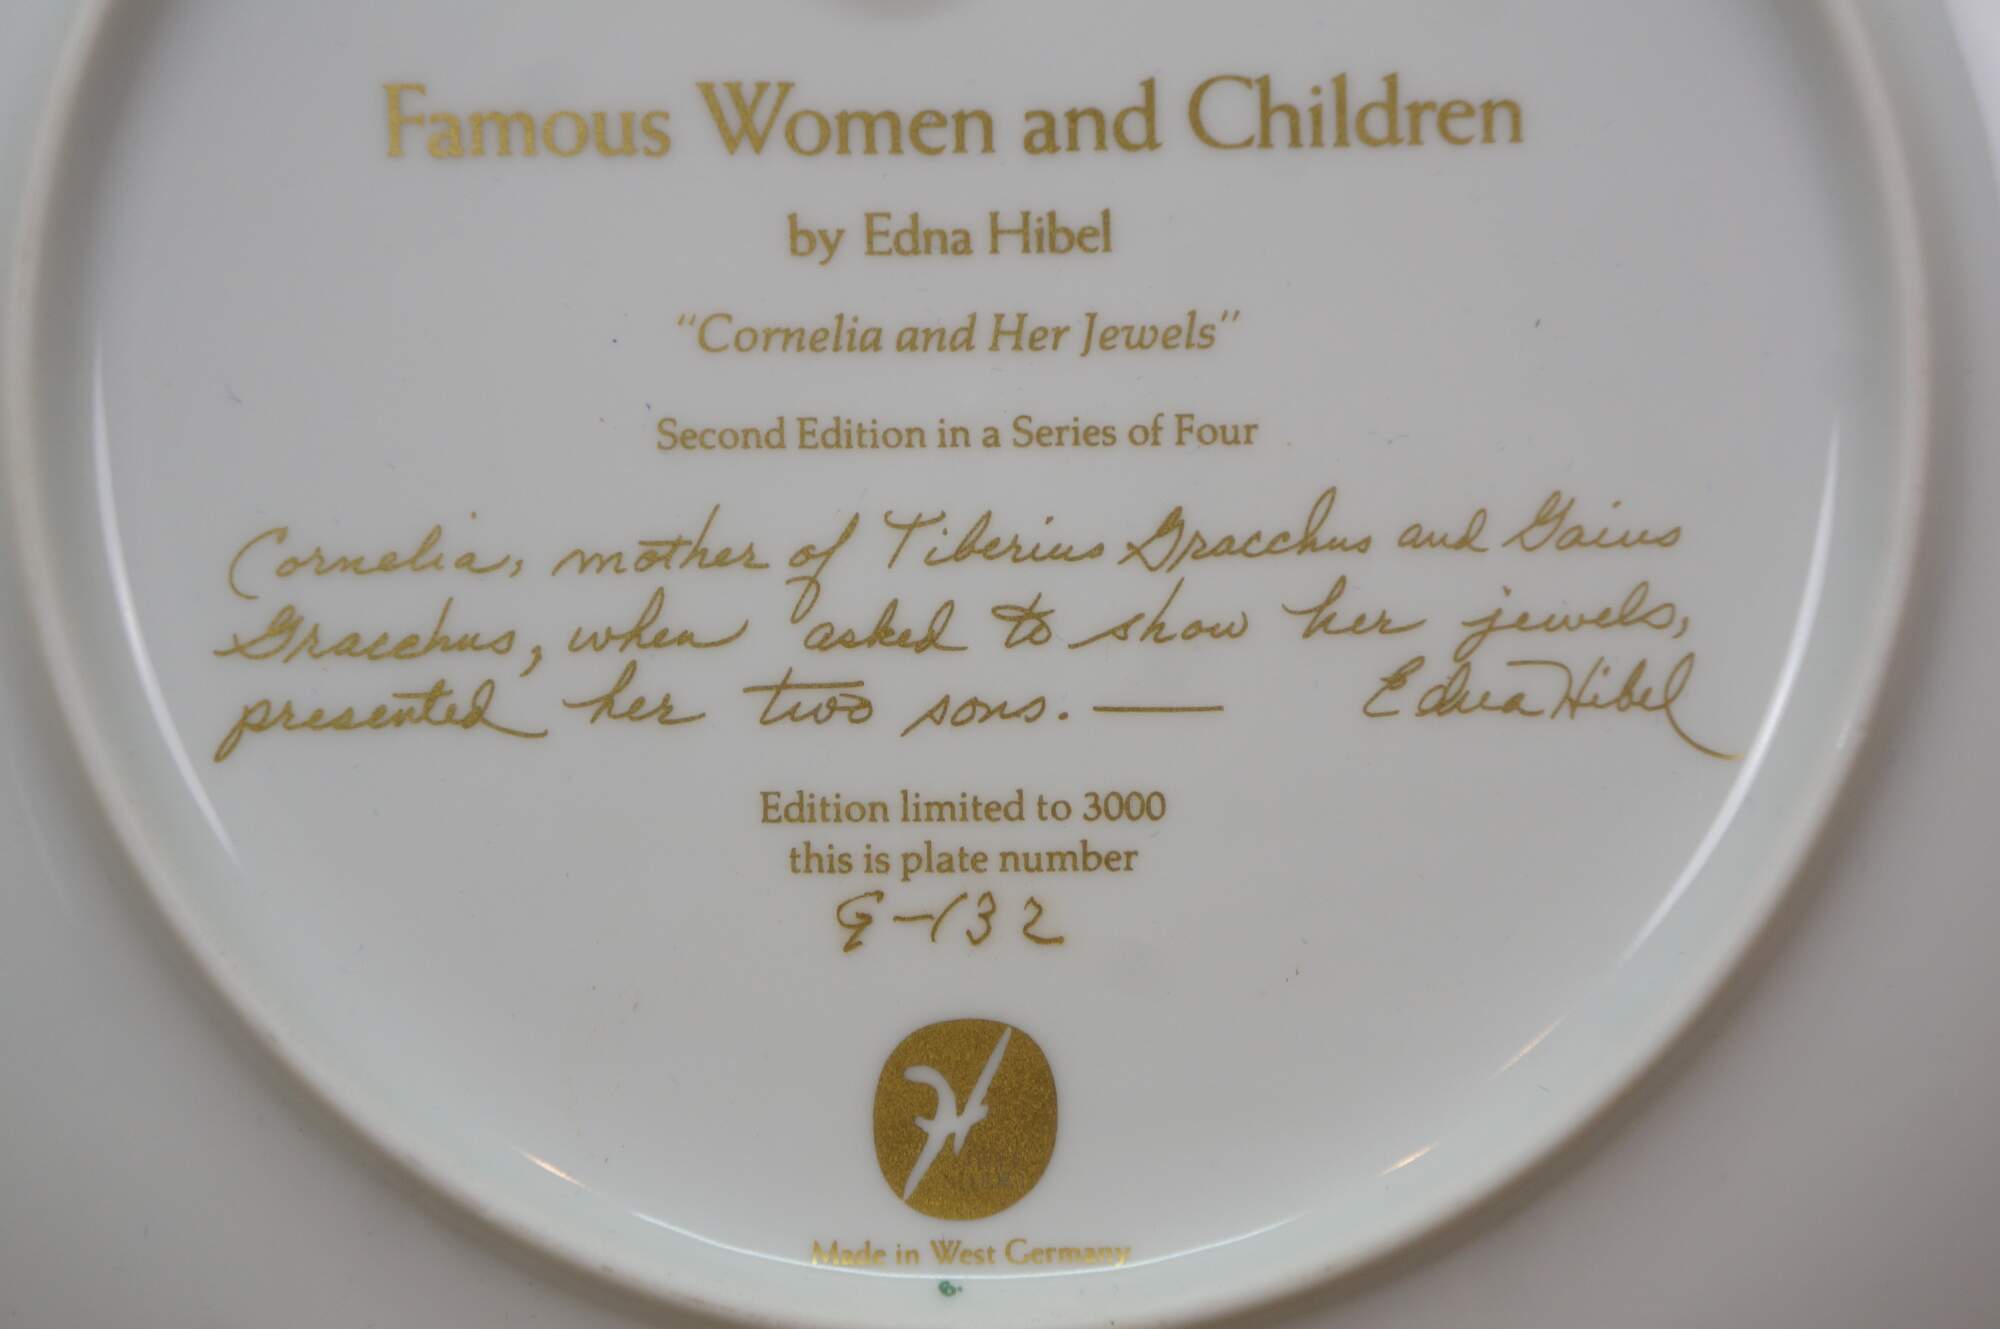 Famous Women and Children
by Edna Hibel
"Cornelia and Her Jewels"
Second Edition in a Series of Four
Cornelia, mother of Tiberius Gracchus and Gaius
Gracchus, when asked to show her jewels,
presented her two sons. — Edna Hibel
Edition limited to 3000
this is plate number
G-132
Made in West Germany
6.